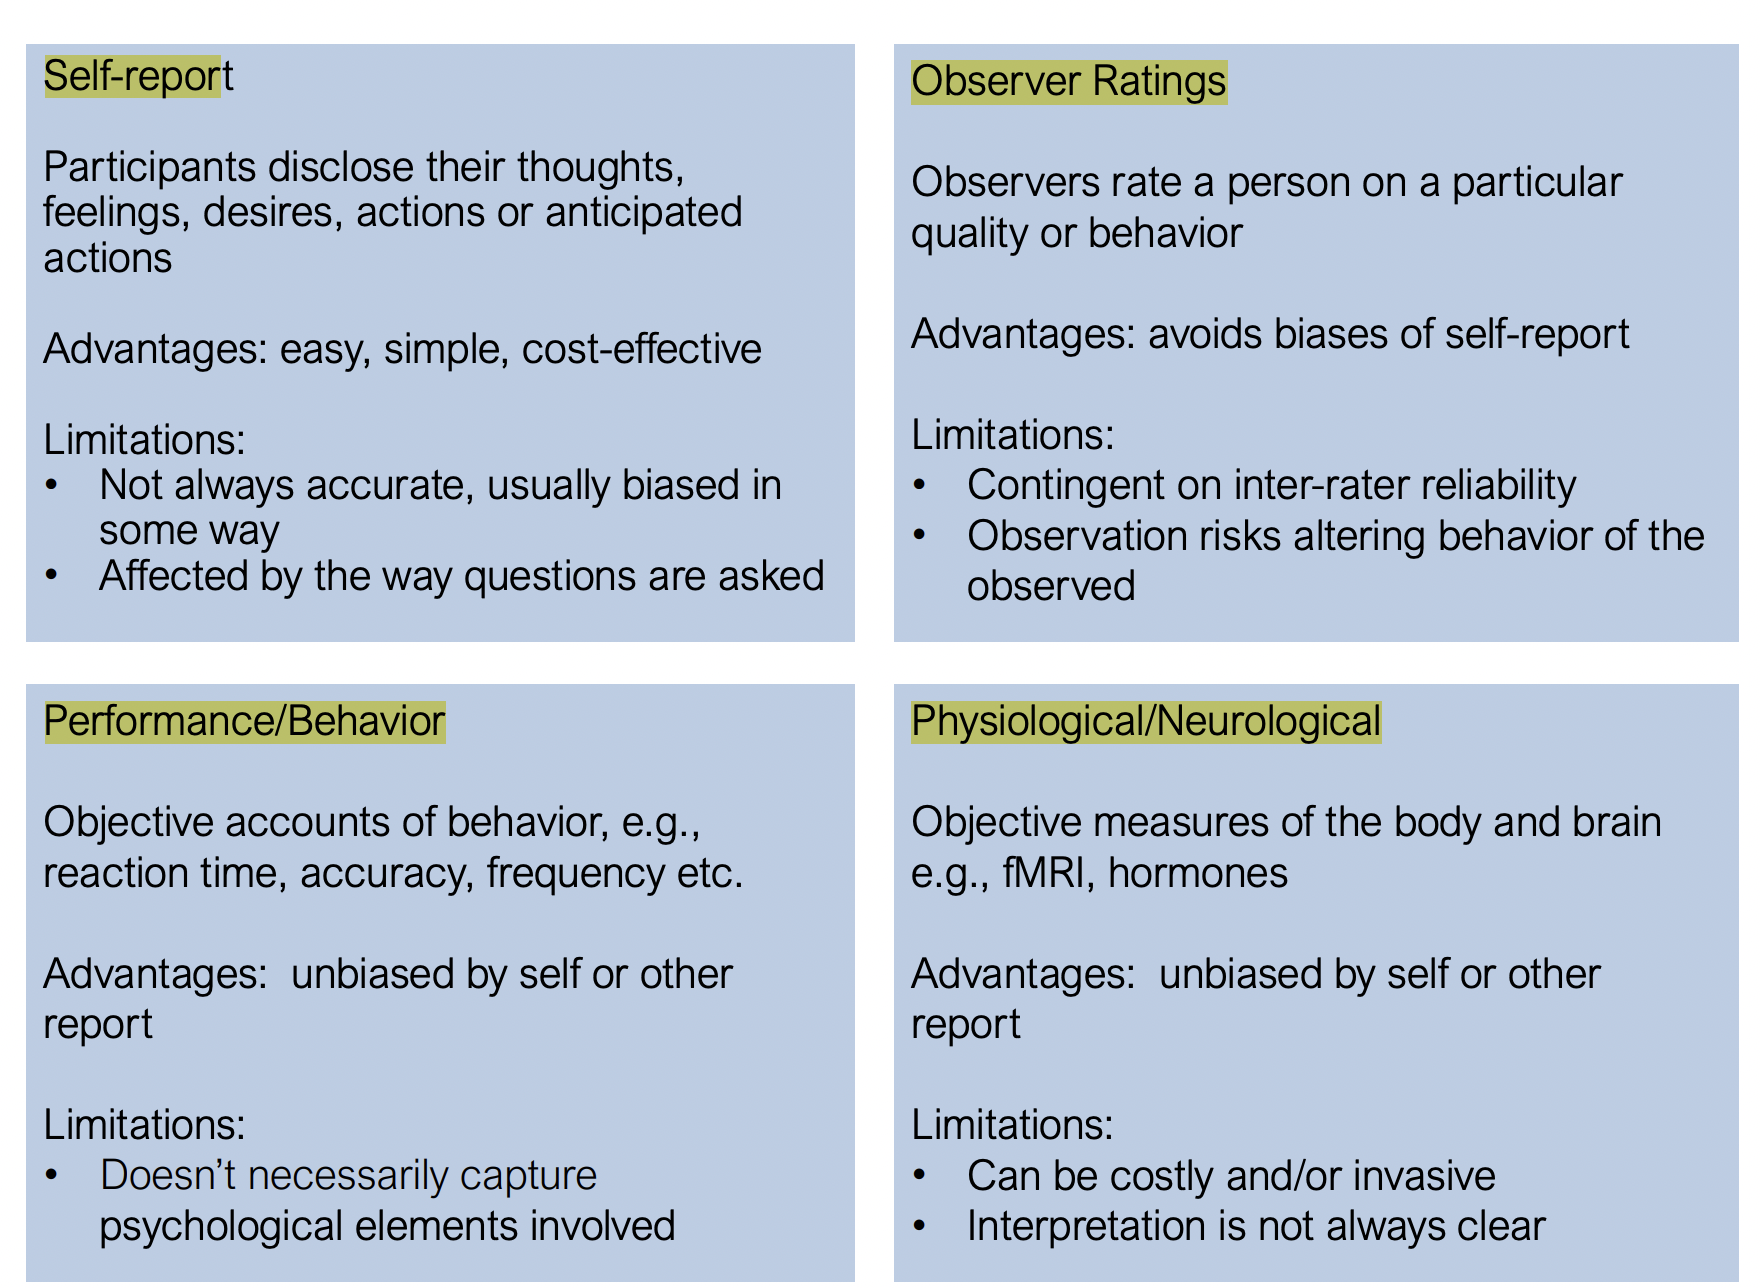 Self-report
Participants disclose their thoughts,
feelings, desires, actions or anticipated
actions
Advantages: easy, simple, cost-effective
Limitations:
• Not always accurate, usually biased in
some way
• Affected by the way questions are asked
Observer Ratings
Observers rate a person on a particular
quality or behavior
Advantages: avoids biases of self-report
Limitations:
• Contingent on inter-rater reliability
• Observation risks altering behavior of the
observed
Performance/Behavior
Objective accounts of behavior, e.g.,
reaction time, accuracy, frequency etc.
Advantages:  unbiased by self or other
report
Limitations:
• Doesn’t necessarily capture
psychological elements involved
Physiological/Neurological
Objective measures of the body and brain
e.g., fMRI, hormones
Advantages:  unbiased by self or other
report
Limitations:
• Can be costly and/or invasive
• Interpretation is not always clear